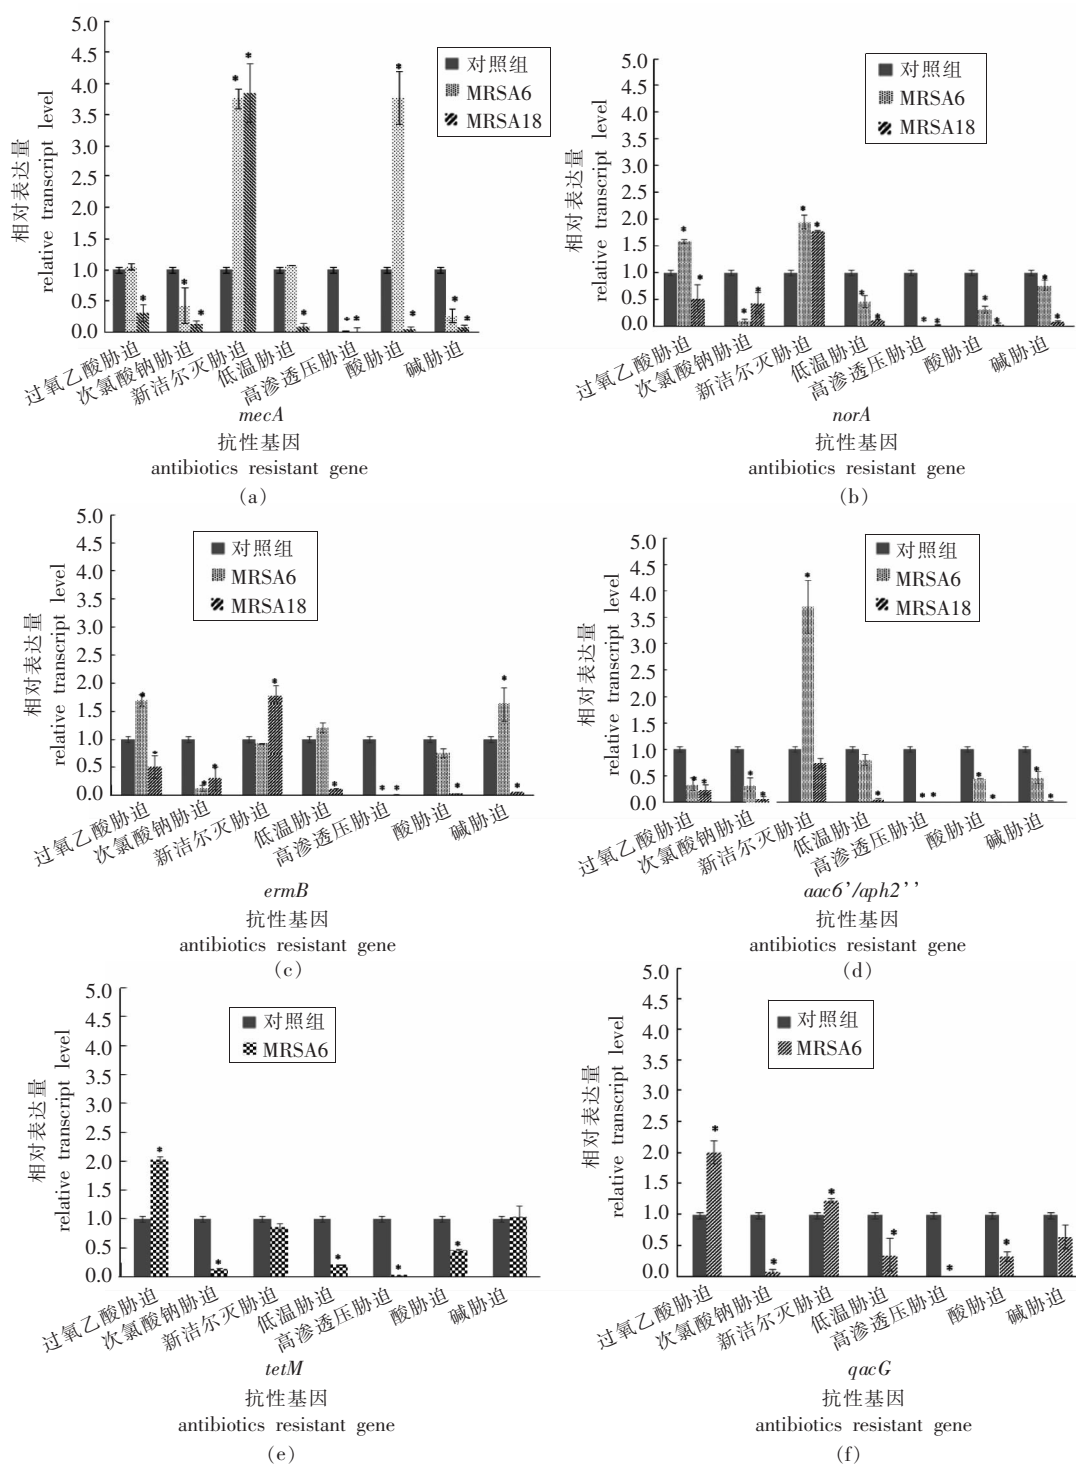 相对表达量
relative transcript level
5.0
4.5
4.0
3.5
3.0
2.5
2.0
1.5
1.0
0.5
0.0
对照组
MRSA6
MRSA18
过氧乙酸胁迫
次氯酸钠胁迫
新洁尔灭胁迫
低温胁迫
高渗透压胁迫
酸胁迫
碱胁迫
mecA
抗性基因
antibiotics resistant gene
(a)
相对表达量
relative transcript level
5.0
4.5
4.0
3.5
3.0
2.5
2.0
1.5
1.0
0.5
0.0
对照组
MRSA6
MRSA18
过氧乙酸胁迫
次氯酸钠胁迫
新洁尔灭胁迫
低温胁迫
高渗透压胁迫
酸胁迫
碱胁迫
norA
抗性基因
antibiotics resistant gene
(b)
相对表达量
relative transcript level
5.0
4.5
4.0
3.5
3.0
2.5
2.0
1.5
1.0
0.5
0.0
对照组
MRSA6
MRSA18
过氧乙酸胁迫
次氯酸钠胁迫
新洁尔灭胁迫
低温胁迫
高渗透压胁迫
酸胁迫
碱胁迫
ermB
抗性基因
antibiotics resistant gene
(c)
相对表达量
relative transcript level
5.0
4.5
4.0
3.5
3.0
2.5
2.0
1.5
1.0
0.5
0.0
对照组
MRSA6
MRSA18
过氧乙酸胁迫
次氯酸钠胁迫
新洁尔灭胁迫
低温胁迫
高渗透压胁迫
酸胁迫
碱胁迫
aac6’/aph2’’
抗性基因
antibiotics resistant gene
(d)
相对表达量
relative transcript level
5.0
4.5
4.0
3.5
3.0
2.5
2.0
1.5
1.0
0.5
0.0
对照组
MRSA6
过氧乙酸胁迫
次氯酸钠胁迫
新洁尔灭胁迫
低温胁迫
高渗透压胁迫
酸胁迫
碱胁迫
tetM
抗性基因
antibiotics resistant gene
(e)
相对表达量
relative transcript level
5.0
4.5
4.0
3.5
3.0
2.5
2.0
1.5
1.0
0.5
0.0
对照组
MRSA6
过氧乙酸胁迫
次氯酸钠胁迫
新洁尔灭胁迫
低温胁迫
高渗透压胁迫
酸胁迫
碱胁迫
qacG
抗性基因
antibiotics resistant gene
(f)